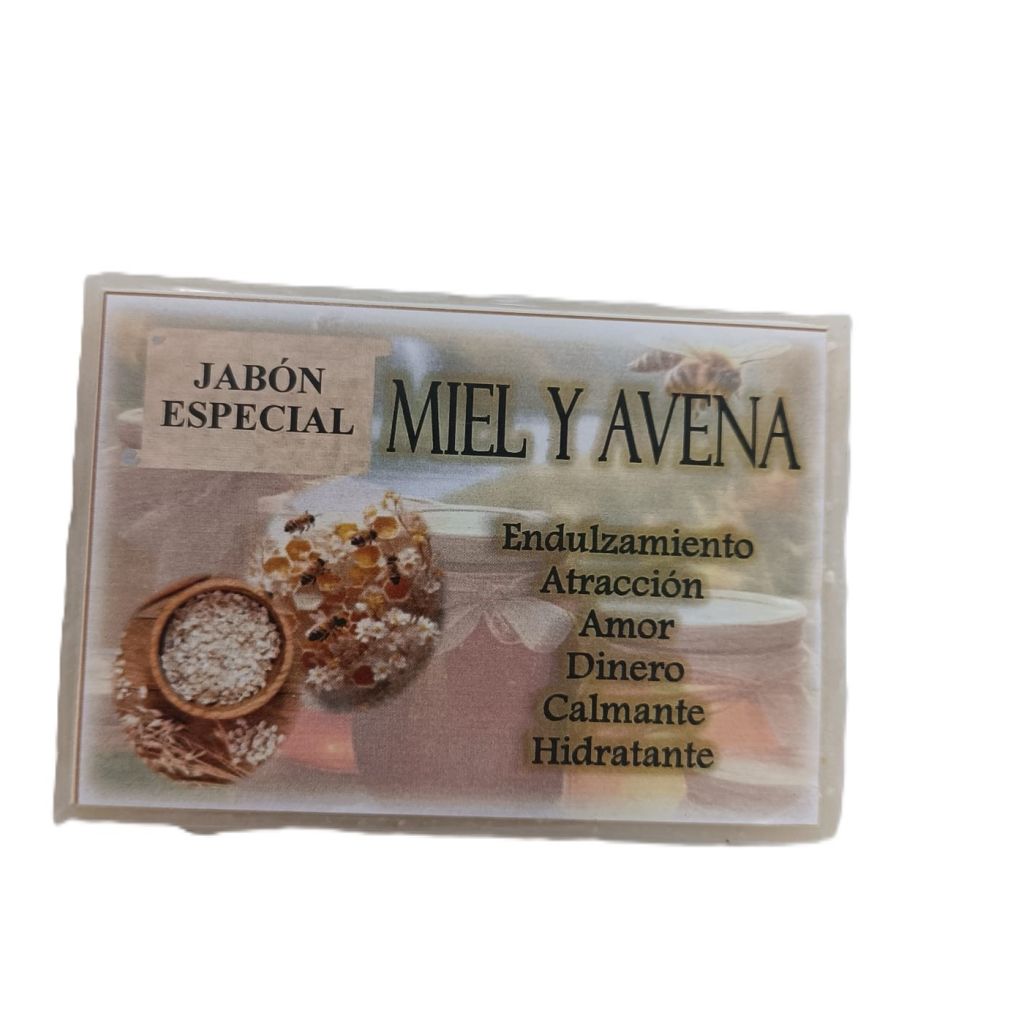 JABÓN
ESPECIAL
MIEL Y AVENA
Endulzamiento
Atracción
Amor
Dinero
Calmante
Hidratante